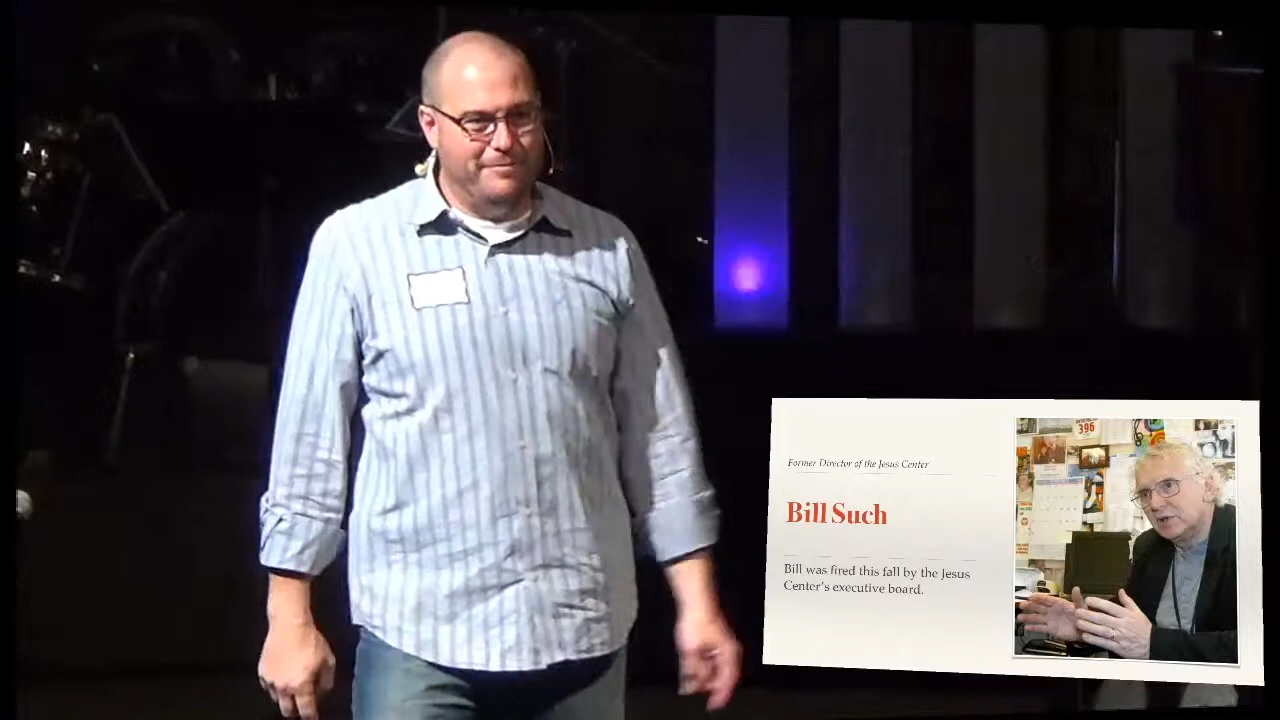 Former Director of the Jesus Center
Bill Such
Bill was fired this fall by the Jesus
Center's executive board.
396